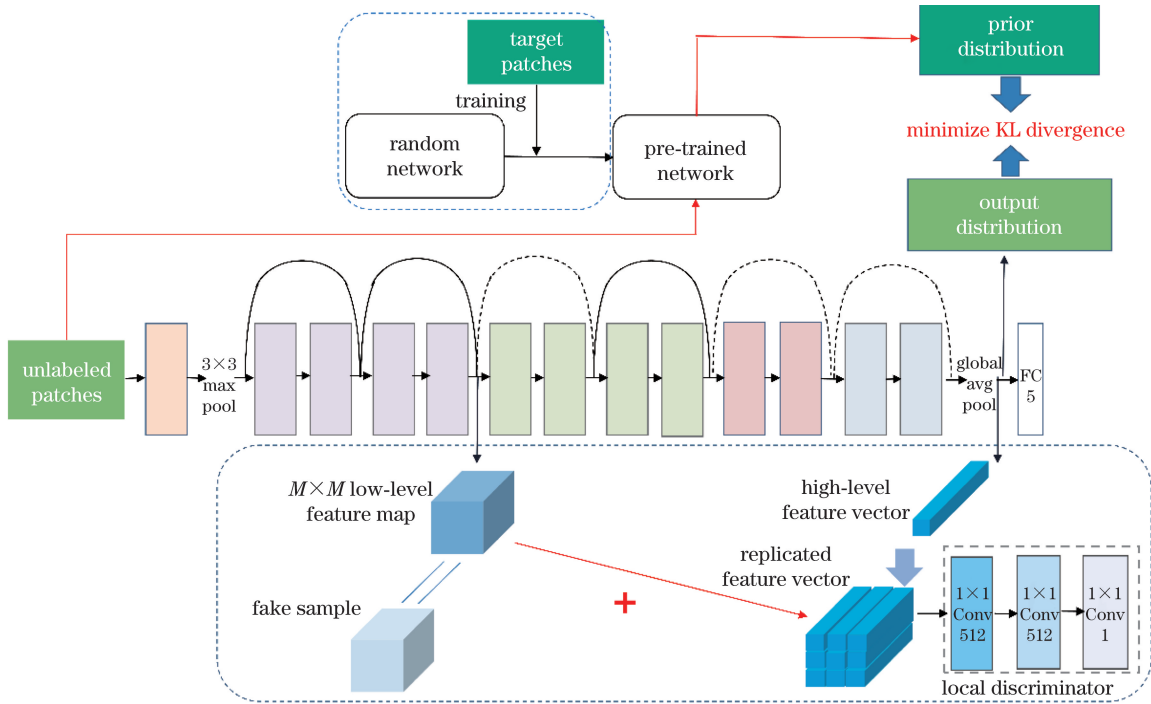 target
patches
prior
distribution
training
random
network
pre-trained
network
minimize KL divergence
output
distribution
unlabeled
patches
3×3
max
pool
global
avg
pool
FC
5
M×M low-level
feature map
high-level
feature vector
replicated
feature vector
fake sample
+
1×1
Conv
512
1×1
Conv
512
1×1
Conv
1
local discriminator